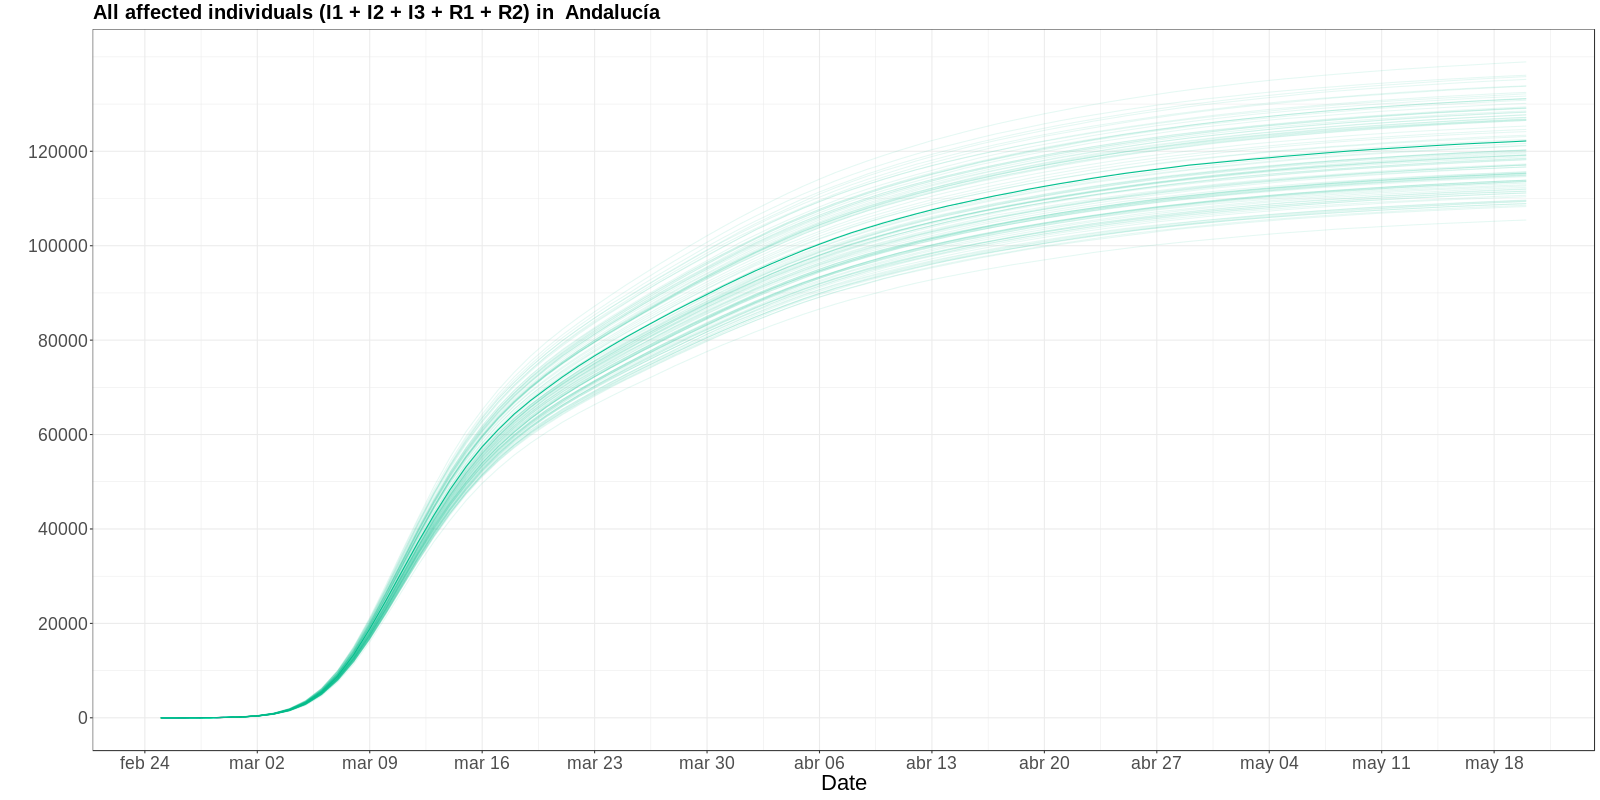 All affected individuals (I1 + I2 + I3 + R1 + R2) in  Andalucía
120000
100000
80000
60000
40000
20000
0
feb 24 mar 02 mar 09 mar 16 mar 23 mar 30 abr 06 abr 13 abr 20 abr 27 may 04 may 11 may 18
Date